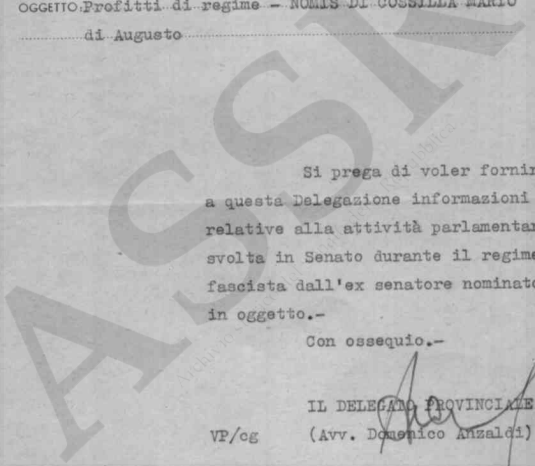 OGGETTO:Profitti di regime - NOMIS DI COSSILLA MARIO
di Augusto
Si prega di voler fornir
a questa Delegazione informazioni
relative alla attività parlamentar
svolta in Senato durante il regime
fascista dall'ex senatore nominato
in oggetto.-
Con ossequio.-
IL DELEGATO PROVINCIALE
VP/cg (Avv. Domenico Anzaldi)
ASSR